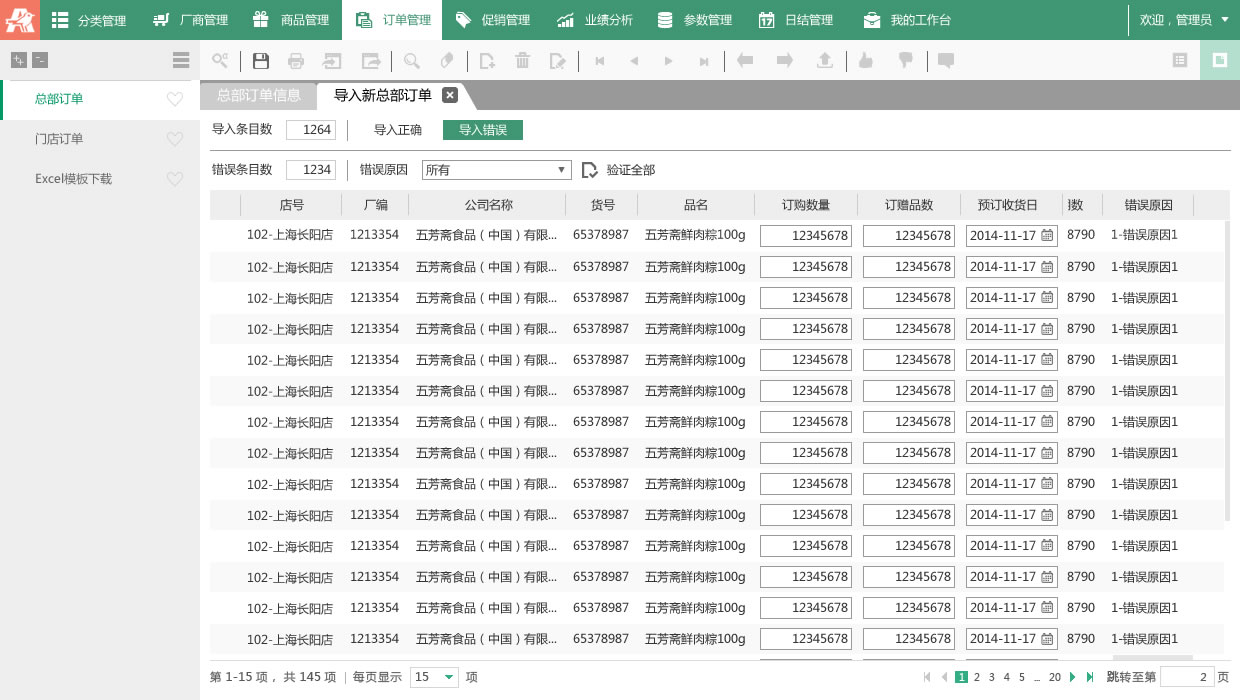 分类管理 厂商管理 商品管理 订单管理 促销管理 业绩分析 参数管理 日结管理 我的工作台 欢迎，管理员
总部订单
门店订单
Excel模板下载
总部订单信息 导入新总部订单
导入条目数 1264 导入正确 导入错误
错误条目数 1234 错误原因 所有 验证全部
店号 厂编 公司名称 货号 品名 订购数量 订赠品数 预订收货日 数 错误原因
102-上海长阳店 1213354 五芳斋食品（中国）有限... 65378987 五芳斋鲜肉粽100g 12345678 12345678 2014-11-17 8790 1-错误原因1
102-上海长阳店 1213354 五芳斋食品（中国）有限... 65378987 五芳斋鲜肉粽100g 12345678 12345678 2014-11-17 8790 1-错误原因1
102-上海长阳店 1213354 五芳斋食品（中国）有限... 65378987 五芳斋鲜肉粽100g 12345678 12345678 2014-11-17 8790 1-错误原因1
102-上海长阳店 1213354 五芳斋食品（中国）有限... 65378987 五芳斋鲜肉粽100g 12345678 12345678 2014-11-17 8790 1-错误原因1
102-上海长阳店 1213354 五芳斋食品（中国）有限... 65378987 五芳斋鲜肉粽100g 12345678 12345678 2014-11-17 8790 1-错误原因1
102-上海长阳店 1213354 五芳斋食品（中国）有限... 65378987 五芳斋鲜肉粽100g 12345678 12345678 2014-11-17 8790 1-错误原因1
102-上海长阳店 1213354 五芳斋食品（中国）有限... 65378987 五芳斋鲜肉粽100g 12345678 12345678 2014-11-17 8790 1-错误原因1
102-上海长阳店 1213354 五芳斋食品（中国）有限... 65378987 五芳斋鲜肉粽100g 12345678 12345678 2014-11-17 8790 1-错误原因1
102-上海长阳店 1213354 五芳斋食品（中国）有限... 65378987 五芳斋鲜肉粽100g 12345678 12345678 2014-11-17 8790 1-错误原因1
102-上海长阳店 1213354 五芳斋食品（中国）有限... 65378987 五芳斋鲜肉粽100g 12345678 12345678 2014-11-17 8790 1-错误原因1
102-上海长阳店 1213354 五芳斋食品（中国）有限... 65378987 五芳斋鲜肉粽100g 12345678 12345678 2014-11-17 8790 1-错误原因1
102-上海长阳店 1213354 五芳斋食品（中国）有限... 65378987 五芳斋鲜肉粽100g 12345678 12345678 2014-11-17 8790 1-错误原因1
102-上海长阳店 1213354 五芳斋食品（中国）有限... 65378987 五芳斋鲜肉粽100g 12345678 12345678 2014-11-17 8790 1-错误原因1
102-上海长阳店 1213354 五芳斋食品（中国）有限... 65378987 五芳斋鲜肉粽100g 12345678 12345678 2014-11-17 8790 1-错误原因1
第 1-15 项， 共 145 项 | 每页显示 15 项 1 2 3 4 5 ... 20 跳转至第 2 页